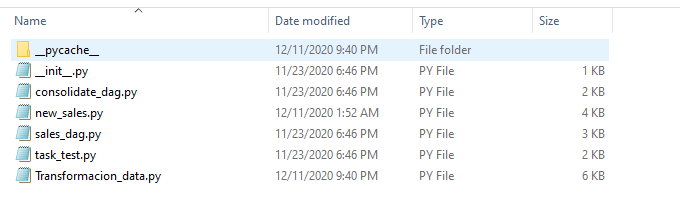 Name Date modified Type Size
__pycache__ 12/11/2020 9:40 PM File folder
__init__.py 11/23/2020 6:46 PM PY File 1 KB
consolidate_dag.py 11/23/2020 6:46 PM PY File 2 KB
new_sales.py 12/11/2020 1:52 AM PY File 4 KB
sales_dag.py 11/23/2020 6:46 PM PY File 3 KB
task_test.py 11/23/2020 6:46 PM PY File 2 KB
Transformacion_data.py 12/11/2020 9:40 PM PY File 6 KB